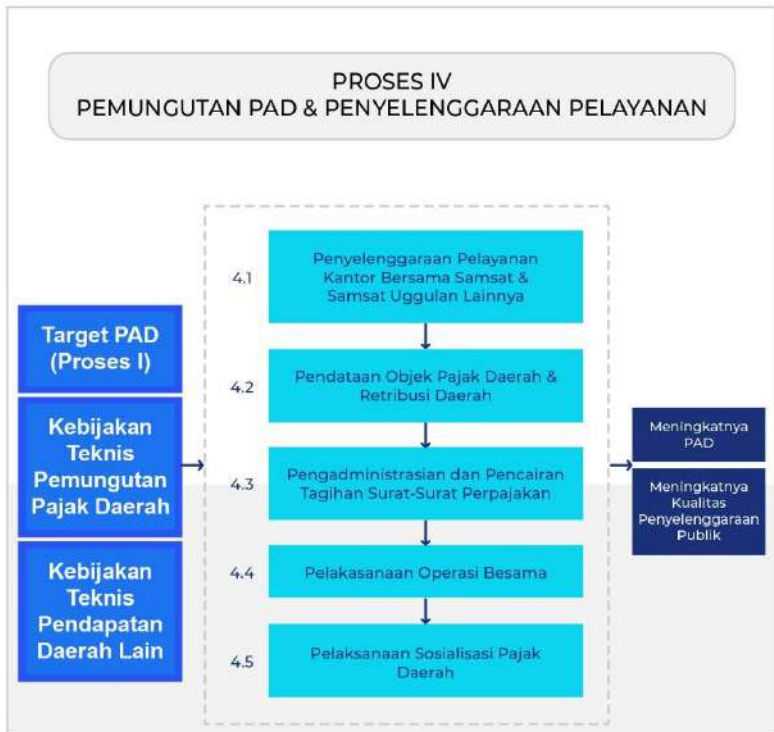 PROSES IV
PEMUNGUTAN PAD & PENYELENGGARAAN PELAYANAN
Target PAD
(Proses I)
Kebijakan
Teknis
Pemungutan
Pajak Daerah
Kebijakan
Teknis
Pendapatan
Daerah Lain
4.1
Penyelenggaraan Pelayanan
Kantor Bersama Samsat &
Samsat Uggulan Lainnya
4.2
Pendataan Objek Pajak Daerah &
Retribusi Daerah
4.3
Pengadministrasian dan Pencairan
Tagihan Surat-Surat Perpajakan
4.4
Pelakasanaan Operasi Besama
4.5
Pelaksanaan Sosialisasi Pajak
Daerah
Meningkatnya
PAD
Meningkatnya
Kualitas
Penyelenggaraan
Publik